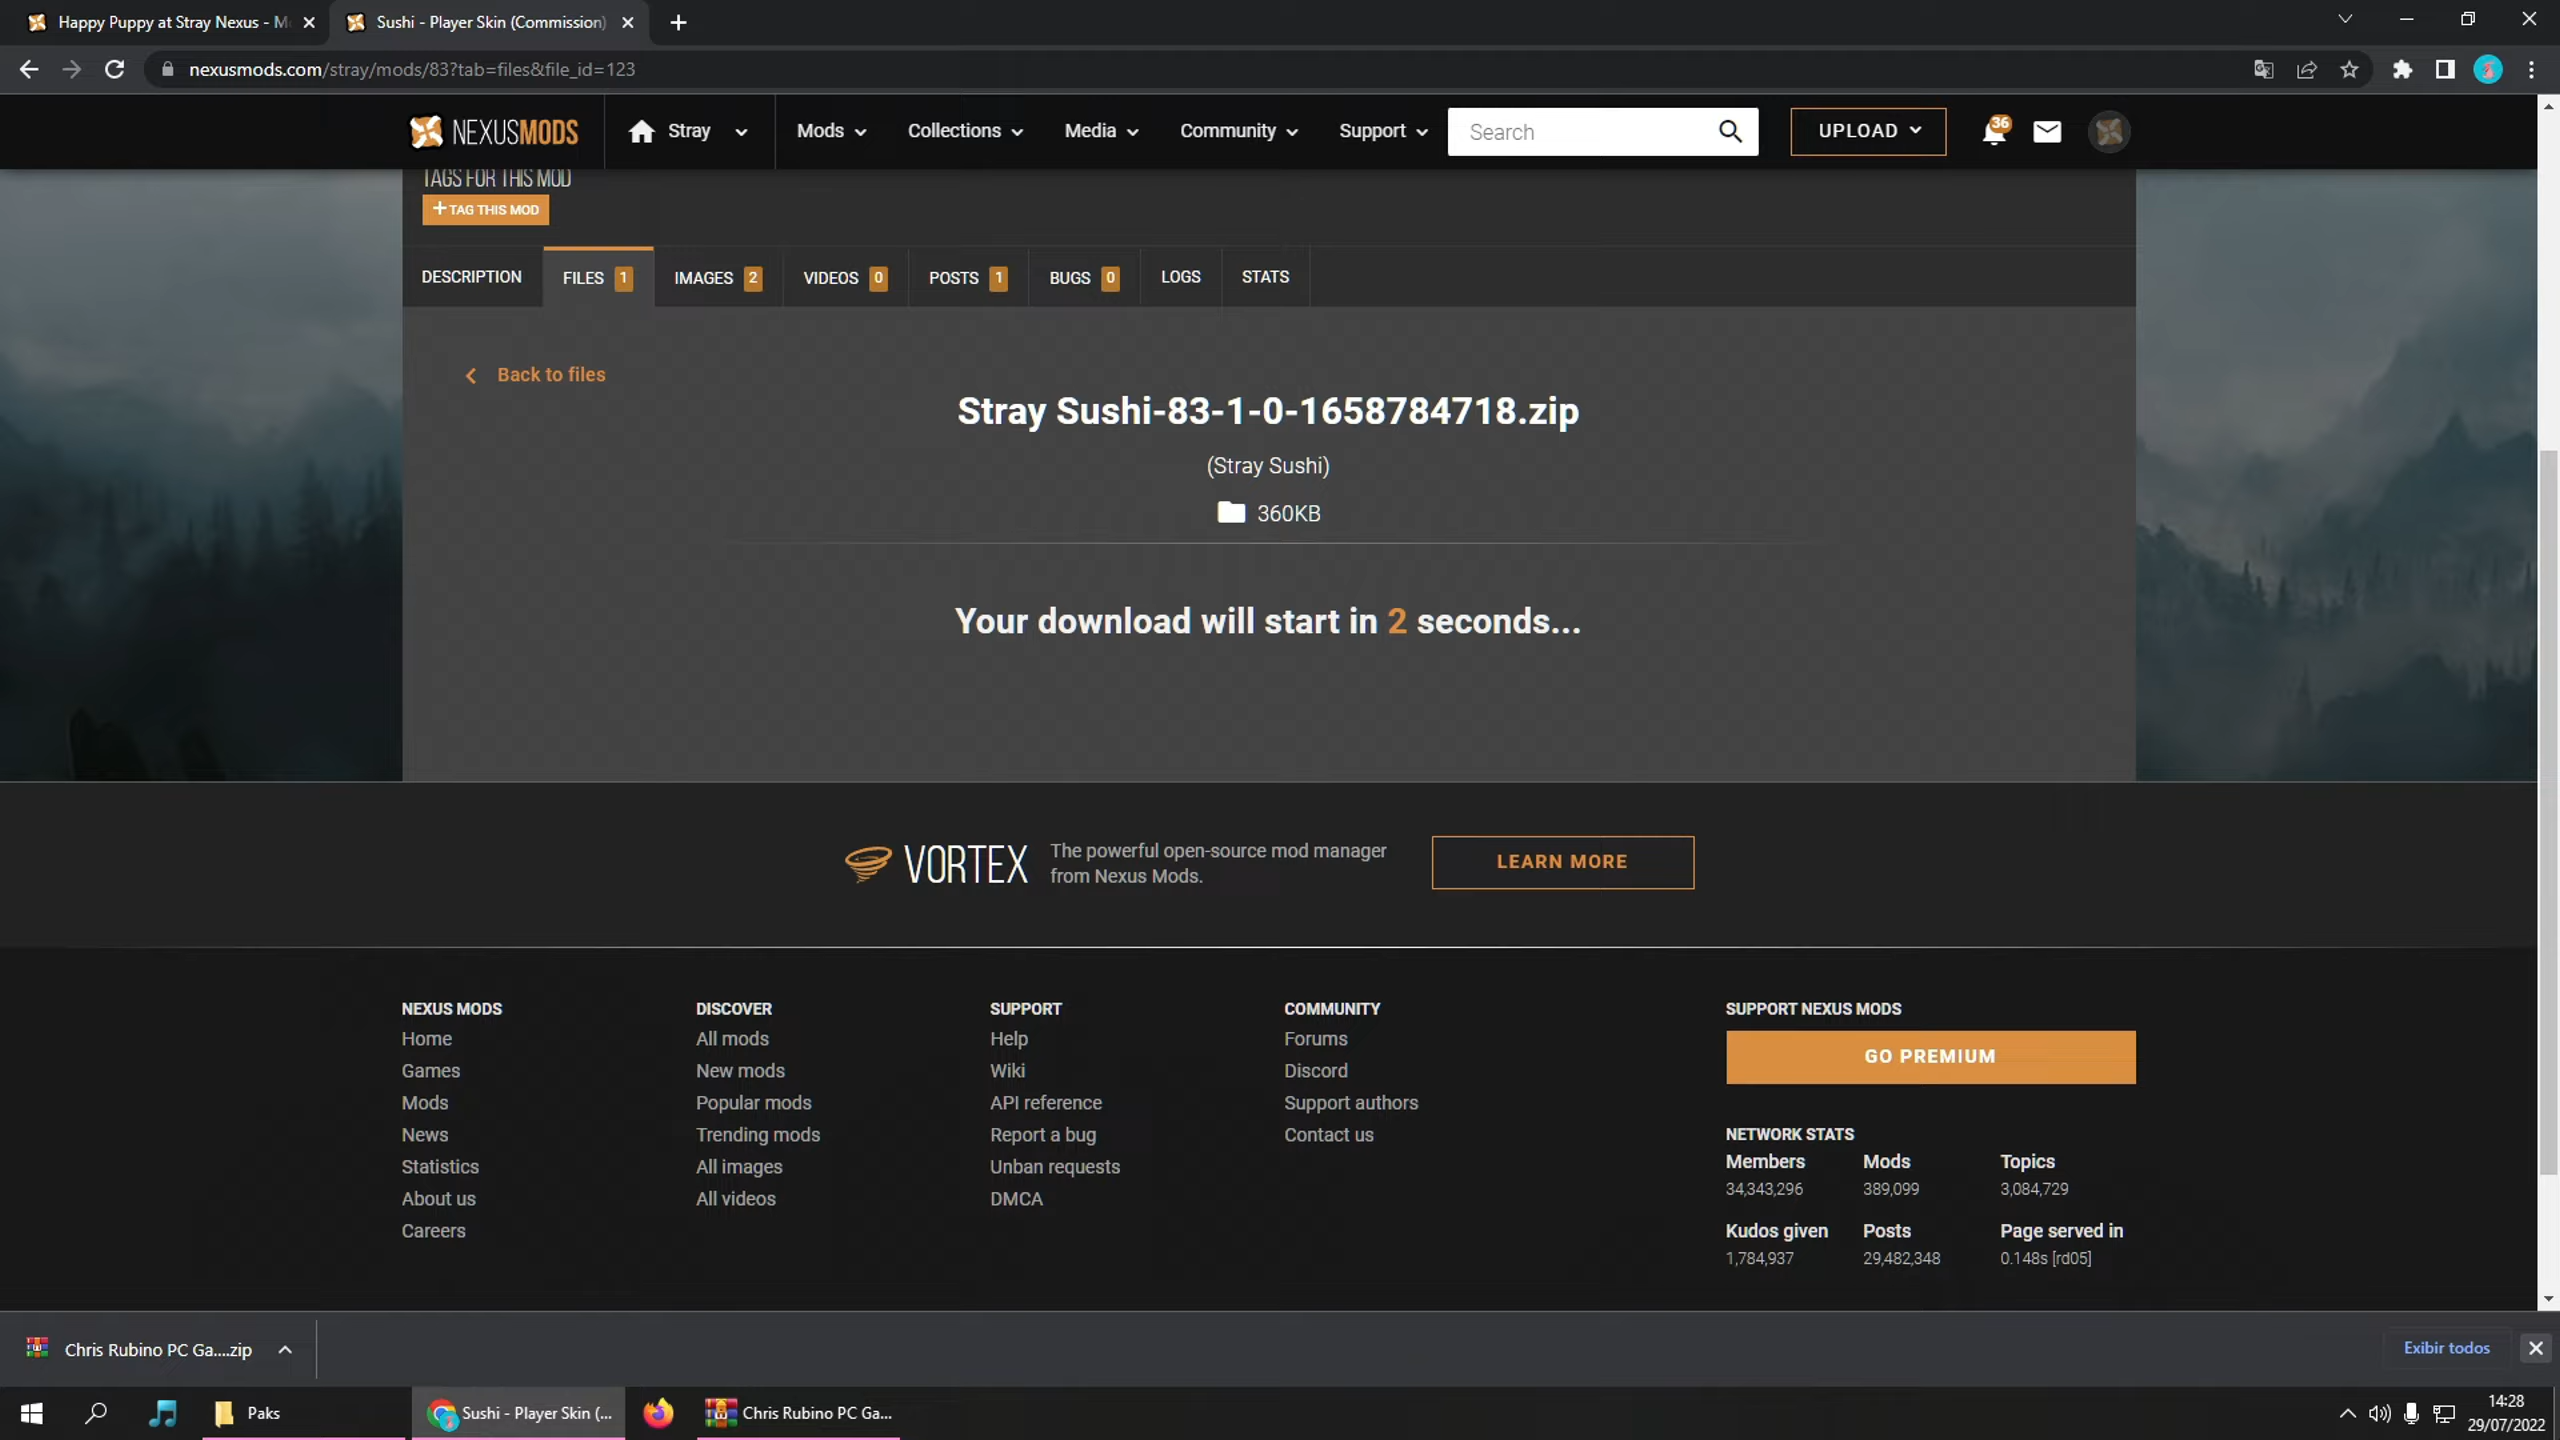 Happy Puppy at Stray Nexus - M
Sushi - Player Skin (Commission)
nexusmods.com/stray/mods/83?tab=files&file_id=123
NEXUSMODS
Stray
Mods
Collections
Media
Community
Support
Search
UPLOAD
36
TAGS FOR THIS MOD
+ TAG THIS MOD
DESCRIPTION
FILES 1
IMAGES 2
VIDEOS 0
POSTS 1
BUGS 0
LOGS
STATS
Back to files
Stray Sushi-83-1-0-1658784718.zip
(Stray Sushi)
360KB
Your download will start in 2 seconds...
VORTEX
The powerful open-source mod manager
from Nexus Mods.
LEARN MORE
NEXUS MODS
Home
Games
Mods
News
Statistics
About us
Careers
DISCOVER
All mods
New mods
Popular mods
Trending mods
All images
All videos
SUPPORT
Help
Wiki
API reference
Report a bug
Unban requests
DMCA
COMMUNITY
Forums
Discord
Support authors
Contact us
SUPPORT NEXUS MODS
GO PREMIUM
NETWORK STATS
Members
34,343,296
Mods
389,099
Topics
3,084,729
Kudos given
1,784,937
Posts
29,482,348
Page served in
0.148s [rd05]
Chris Rubino PC Ga....zip
Exibir todos
Paks
Sushi - Player Skin (...
Chris Rubino PC Ga...
14:28
29/07/2022